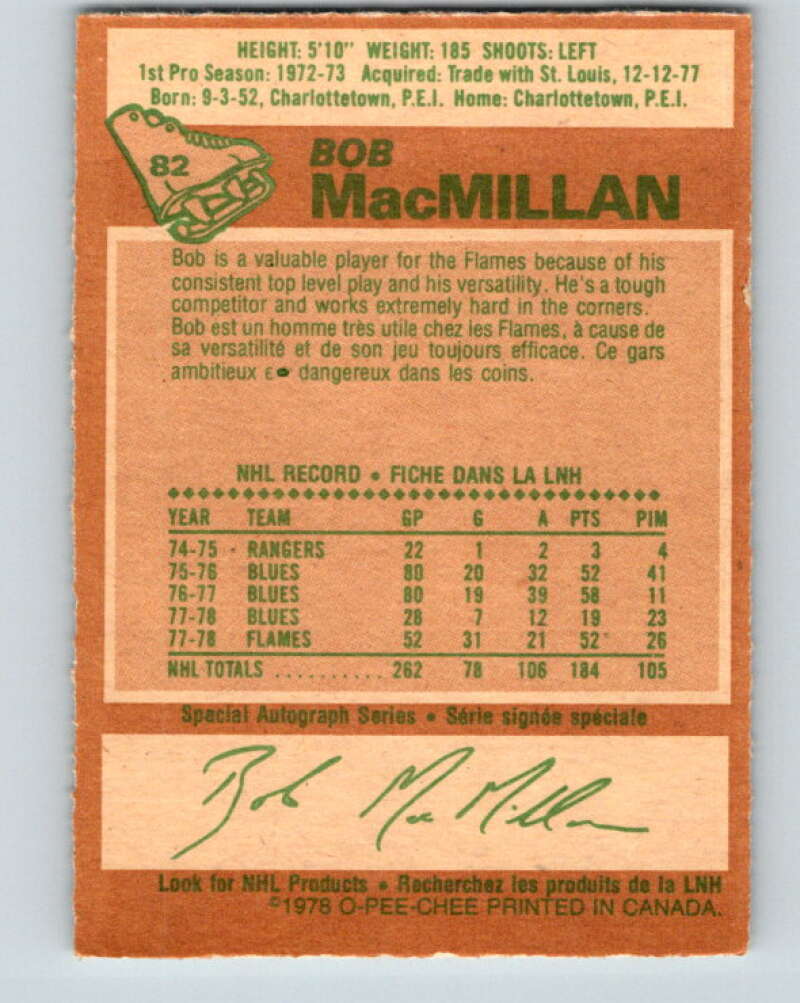 HEIGHT: 5'10" WEIGHT: 185 SHOOTS: LEFT
1st Pro Season: 1972-73 Acquired: Trade with St. Louis, 12-12-77
Born: 9-3-52, Charlottetown, P.E.I. Home: Charlottetown, P.E.I.
82
BOB
MacMILLAN
Bob is a valuable player for the Flames because of his
consistent top level play and his versatility. He's a tough
competitor and works extremely hard in the corners.
Bob est un homme très utile chez les Flames, à cause de
sa versatilité et de son jeu toujours efficace. Ce gars
ambitieux dangereux dans les coins.
NHL RECORD • FICHE DANS LA LNH
YEAR TEAM GP G A PTS PIM
74-75 RANGERS 22 1 2 3 4
75-76 BLUES 80 20 32 52 41
76-77 BLUES 80 19 39 58 11
77-78 BLUES 28 7 12 19 23
77-78 FLAMES 52 31 21 52 26
NHL TOTALS .......... 262 78 106 184 105
Special Autograph Series • Série signée spéciale
Bob MacMillan
Look for NHL Products • Recherchez les produits de la LNH
©1978 O-PEE-CHEE PRINTED IN CANADA.